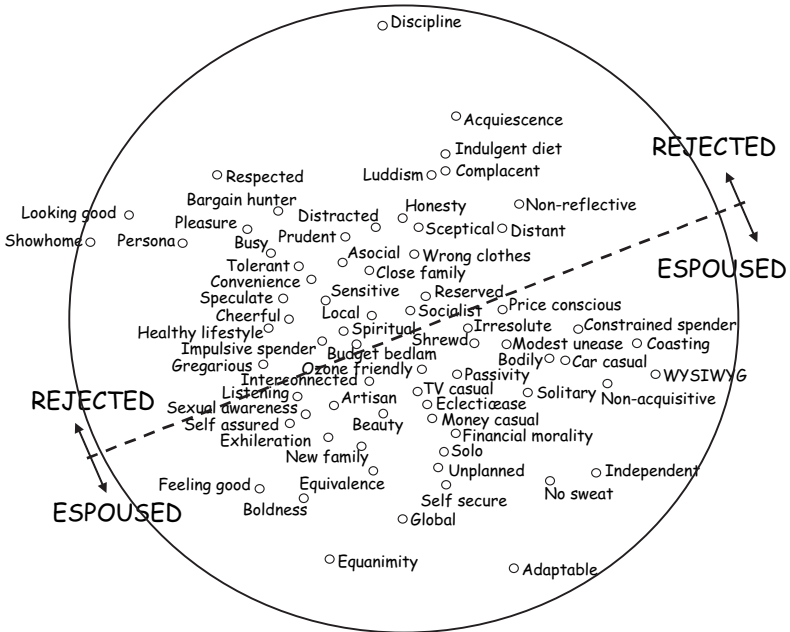 Discipline
Acquiescence
Indulgent diet
REJECTED
Luddism
Complacent
Respected
Bargain hunter
Looking good
Pleasure
Distracted
Honesty
Non-reflective
Showhome
Persona
Busy
Prudent
Sceptical
Distant
Asocial
Wrong clothes
Tolerant
Close family
ESPOUSED
Convenience
Speculate
Sensitive
Reserved
Cheerful
Local
Socialist
Price conscious
Healthy lifestyle
Spiritual
Shrewd
Irresolute
Constrained spender
Impulsive spender
Budget bedlam
Modest unease
Coasting
Gregarious
Ozone friendly
Bodily
Car casual
Interconnected
Passivity
WYSIWYG
REJECTED
Listening
TV casual
Solitary
Non-acquisitive
Sexual awareness
Artisan
Eclecticœase
Self assured
Beauty
Money casual
Exhileration
Financial morality
New family
Solo
Feeling good
Equivalence
Unplanned
Independent
ESPOUSED
Boldness
Self secure
No sweat
Global
Equanimity
Adaptable